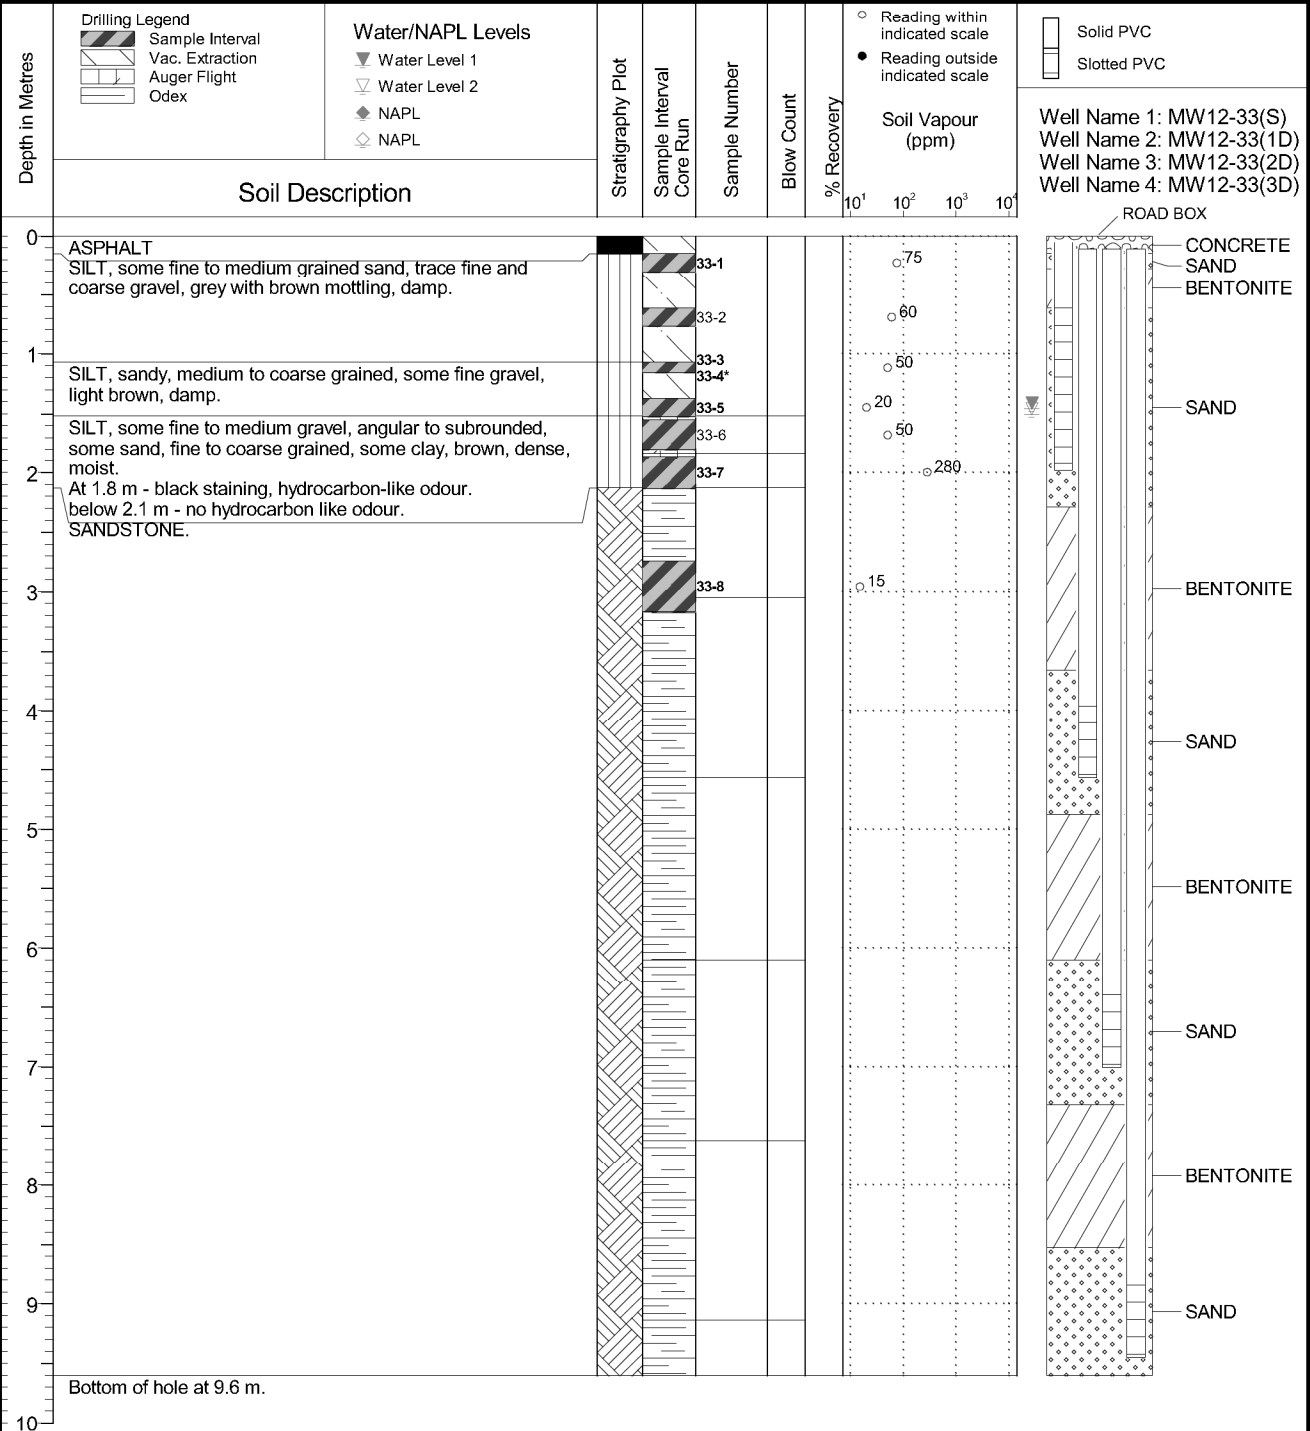 Drilling Legend
Sample Interval
Vac. Extraction
Auger Flight
Odex
Water/NAPL Levels
Water Level 1
Water Level 2
NAPL
NAPL
Depth in Metres
Soil Description
Stratigraphy Plot
Sample Interval
Core Run
Sample Number
Blow Count
% Recovery
Reading within
indicated scale
Reading outside
indicated scale
Soil Vapour
(ppm)
10¹ 10² 10³ 10⁴
Solid PVC
Slotted PVC
Well Name 1: MW12-33(S)
Well Name 2: MW12-33(1D)
Well Name 3: MW12-33(2D)
Well Name 4: MW12-33(3D)
ROAD BOX
0
1
2
3
4
5
6
7
8
9
10
ASPHALT
SILT, some fine to medium grained sand, trace fine and
coarse gravel, grey with brown mottling, damp.
SILT, sandy, medium to coarse grained, some fine gravel,
light brown, damp.
SILT, some fine to medium gravel, angular to subrounded,
some sand, fine to coarse grained, some clay, brown, dense,
moist.
At 1.8 m - black staining, hydrocarbon-like odour.
below 2.1 m - no hydrocarbon like odour.
SANDSTONE.
Bottom of hole at 9.6 m.
33-1
33-2
33-3
33-4*
33-5
33-6
33-7
33-8
75
60
50
20
50
280
15
CONCRETE
SAND
BENTONITE
SAND
BENTONITE
SAND
BENTONITE
SAND
BENTONITE
SAND